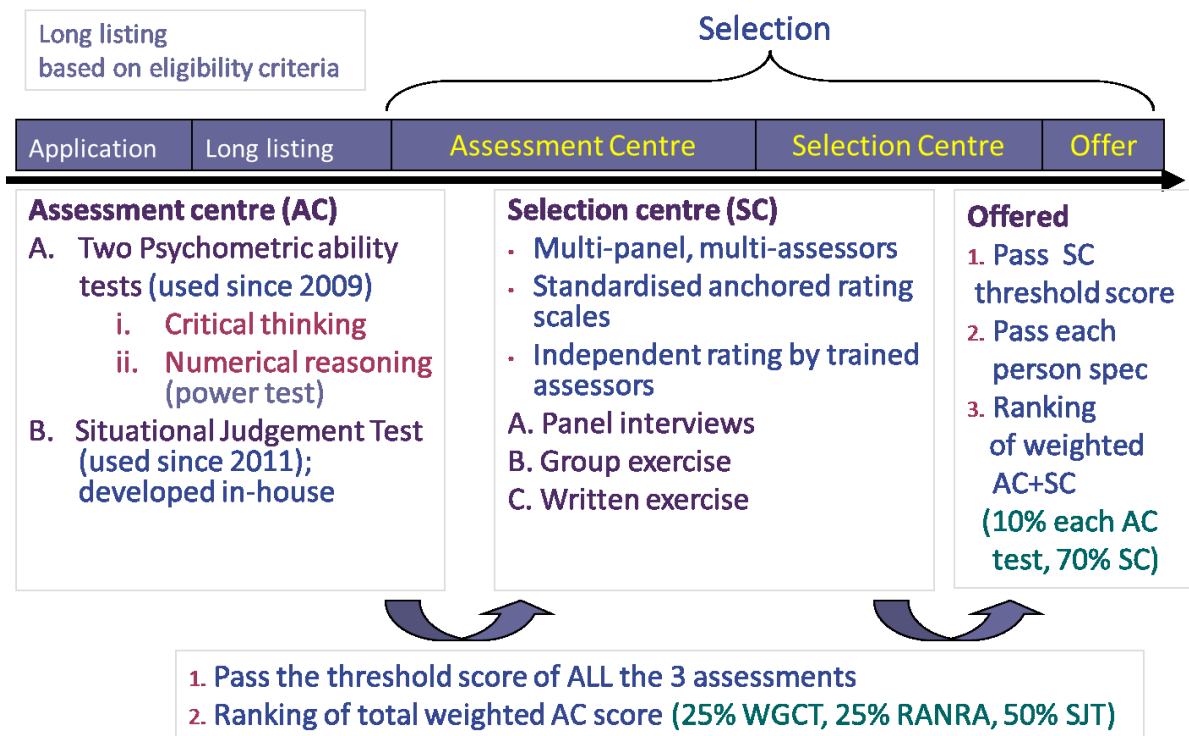 Long listing
based on eligibility criteria
Selection
Application
Long listing
Assessment Centre
Selection Centre
Offer
Assessment centre (AC)
A. Two Psychometric ability
tests (used since 2009)
i. Critical thinking
ii. Numerical reasoning
(power test)
B. Situational Judgement Test
(used since 2011);
developed in-house
Selection centre (SC)
· Multi-panel, multi-assessors
· Standardised anchored rating
scales
· Independent rating by trained
assessors
A. Panel interviews
B. Group exercise
C. Written exercise
Offered
1. Pass SC
threshold score
2. Pass each
person spec
3. Ranking
of weighted
AC+SC
(10% each AC
test, 70% SC)
1. Pass the threshold score of ALL the 3 assessments
2. Ranking of total weighted AC score (25% WGCT, 25% RANRA, 50% SJT)